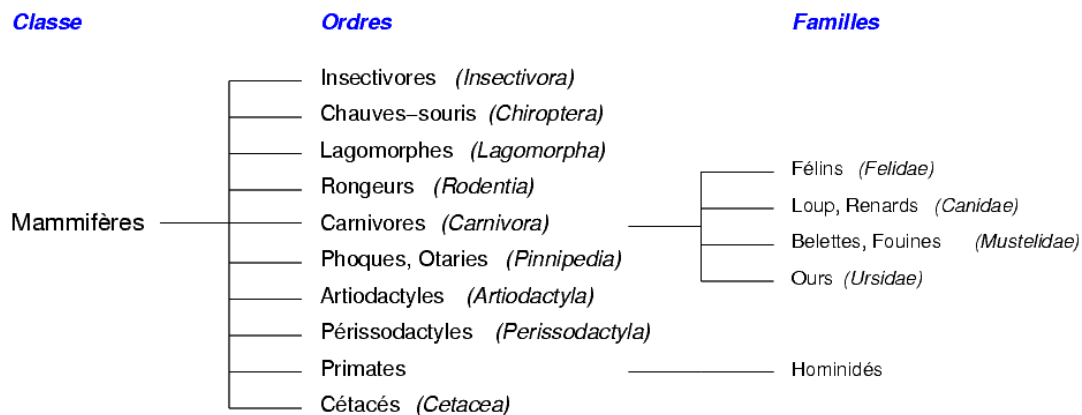 Classe Ordres Familles
Insectivores (Insectivora)
Chauves–souris (Chiroptera)
Lagomorphes (Lagomorpha)
Félins (Felidae)
Rongeurs (Rodentia)
Loup, Renards (Canidae)
Mammifères
Carnivores (Carnivora)
Belettes, Fouines (Mustelidae)
Phoques, Otaries (Pinnipedia)
Ours (Ursidae)
Artiodactyles (Artiodactyla)
Périssodactyles (Perissodactyla)
Primates
Hominidés
Cétacés (Cetacea)